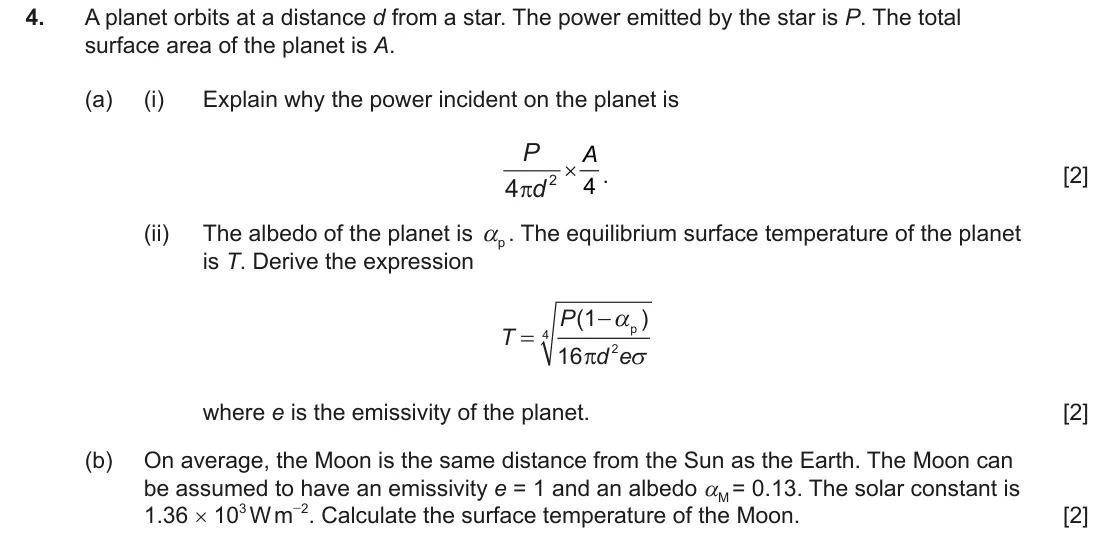 4. A planet orbits at a distance d from a star. The power emitted by the star is P. The total
surface area of the planet is A.
(a) (i) Explain why the power incident on the planet is
P/4πd² × A/4. [2]
(ii) The albedo of the planet is αₚ. The equilibrium surface temperature of the planet
is T. Derive the expression
T = ∜(P(1−αₚ)/16πd²eσ)
where e is the emissivity of the planet. [2]
(b) On average, the Moon is the same distance from the Sun as the Earth. The Moon can
be assumed to have an emissivity e = 1 and an albedo α_M = 0.13. The solar constant is
1.36 × 10³ W m⁻². Calculate the surface temperature of the Moon. [2]